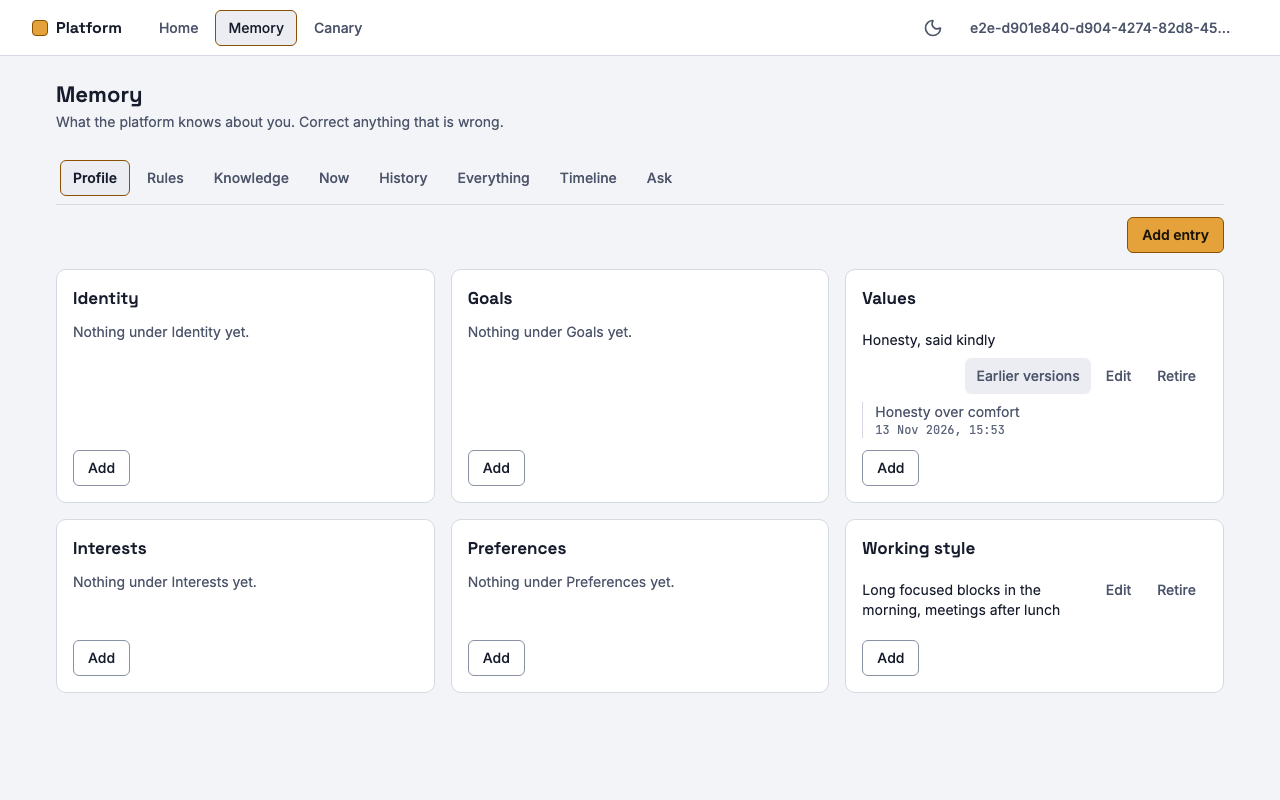 Platform
Home
Memory
Canary
e2e-d901e840-d904-4274-82d8-45...
Memory
What the platform knows about you. Correct anything that is wrong.
Profile
Rules
Knowledge
Now
History
Everything
Timeline
Ask
Add entry
Identity
Nothing under Identity yet.
Add
Goals
Nothing under Goals yet.
Add
Values
Honesty, said kindly
Earlier versions
Edit
Retire
Honesty over comfort
13 Nov 2026, 15:53
Add
Interests
Nothing under Interests yet.
Add
Preferences
Nothing under Preferences yet.
Add
Working style
Long focused blocks in the
morning, meetings after lunch
Edit
Retire
Add